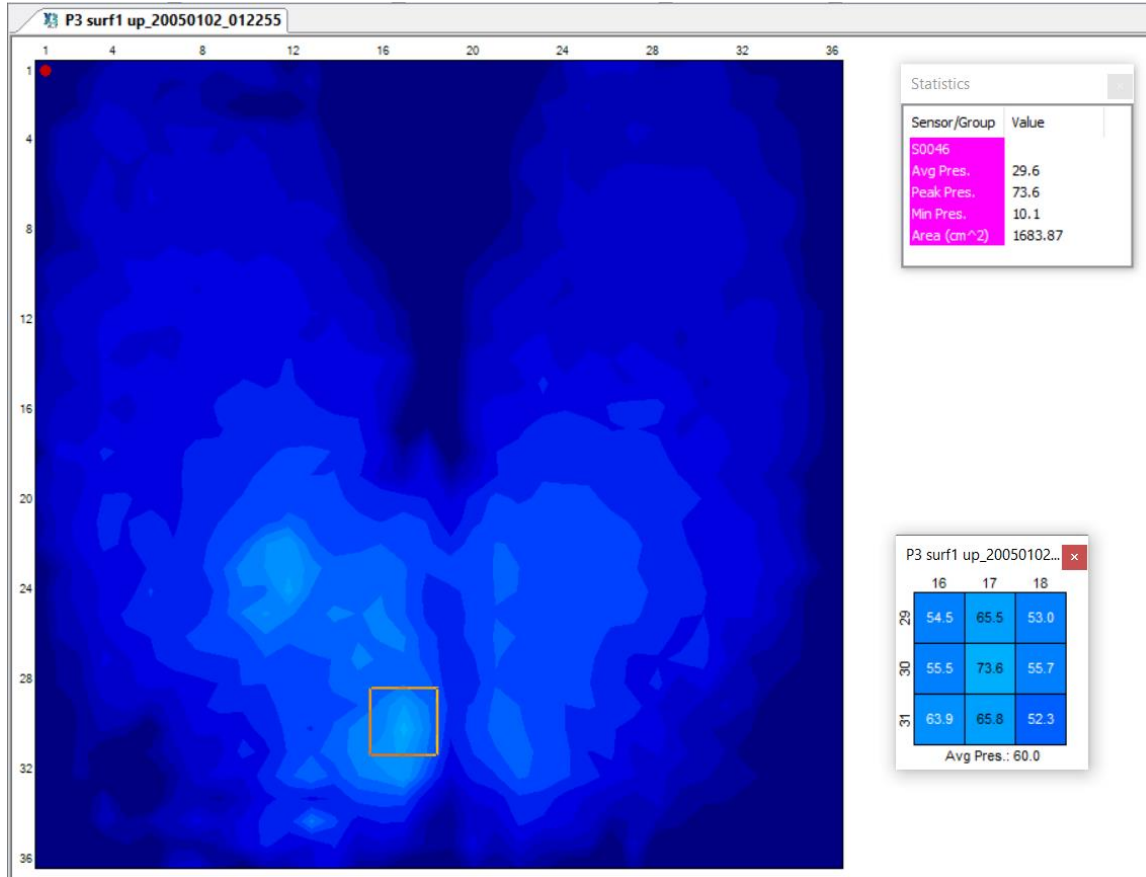 P3 surf1 up_20050102_012255
1 4 8 12 16 20 24 28 32 36
1
4
8
12
16
20
24
28
32
36
Statistics
Sensor/Group Value
S0046
Avg Pres. 29.6
Peak Pres. 73.6
Min Pres. 10.1
Area (cm^2) 1683.87
P3 surf1 up_20050102...
16 17 18
29 54.5 65.5 53.0
30 55.5 73.6 55.7
31 63.9 65.8 52.3
Avg Pres.: 60.0